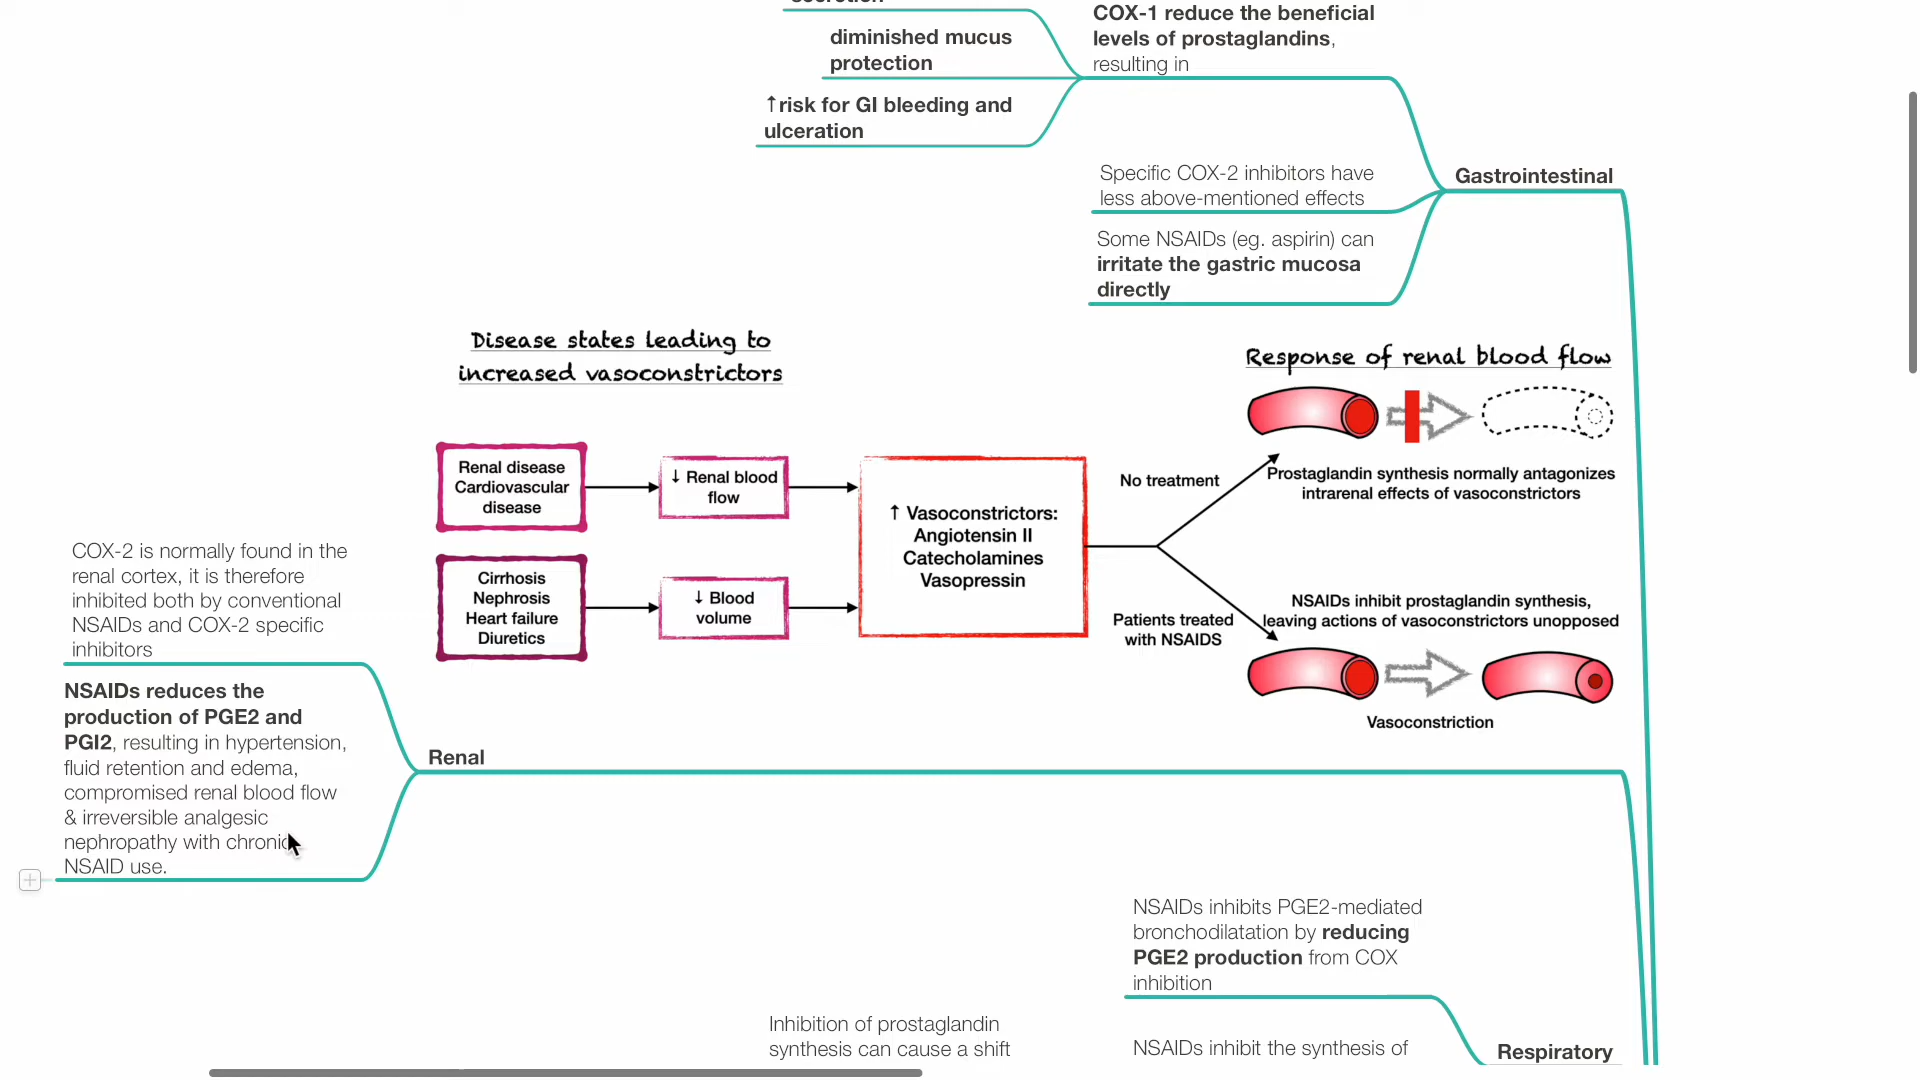 COX-1 reduce the beneficial
levels of prostaglandins,
resulting in
secretion
diminished mucus
protection
↑risk for GI bleeding and
ulceration
Specific COX-2 inhibitors have
less above-mentioned effects
Some NSAIDs (eg. aspirin) can
irritate the gastric mucosa
directly
Gastrointestinal
Disease states leading to
increased vasoconstrictors
Response of renal blood flow
Renal disease
Cardiovascular
disease
↓ Renal blood
flow
Cirrhosis
Nephrosis
Heart failure
Diuretics
↓ Blood
volume
↑ Vasoconstrictors:
Angiotensin II
Catecholamines
Vasopressin
No treatment
Prostaglandin synthesis normally antagonizes
intrarenal effects of vasoconstrictors
Patients treated
with NSAIDS
NSAIDs inhibit prostaglandin synthesis,
leaving actions of vasoconstrictors unopposed
Vasoconstriction
COX-2 is normally found in the
renal cortex, it is therefore
inhibited both by conventional
NSAIDs and COX-2 specific
inhibitors
NSAIDs reduces the
production of PGE2 and
PGI2, resulting in hypertension,
fluid retention and edema,
compromised renal blood flow
& irreversible analgesic
nephropathy with chronic
NSAID use.
Renal
NSAIDs inhibits PGE2-mediated
bronchodilatation by reducing
PGE2 production from COX
inhibition
Inhibition of prostaglandin
synthesis can cause a shift
NSAIDs inhibit the synthesis of
Respiratory